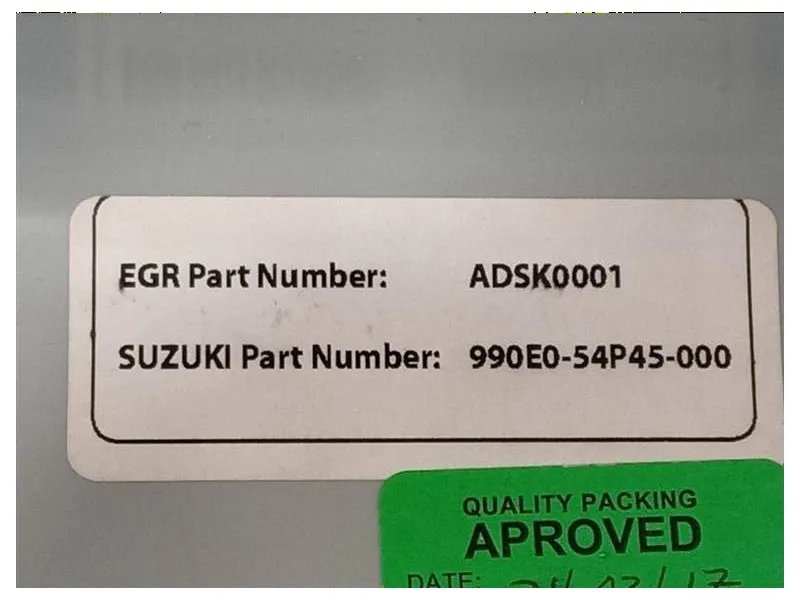 EGR Part Number: ADSK0001
SUZUKI Part Number: 990E0-54P45-000
QUALITY PACKING
APROVED
DATE: